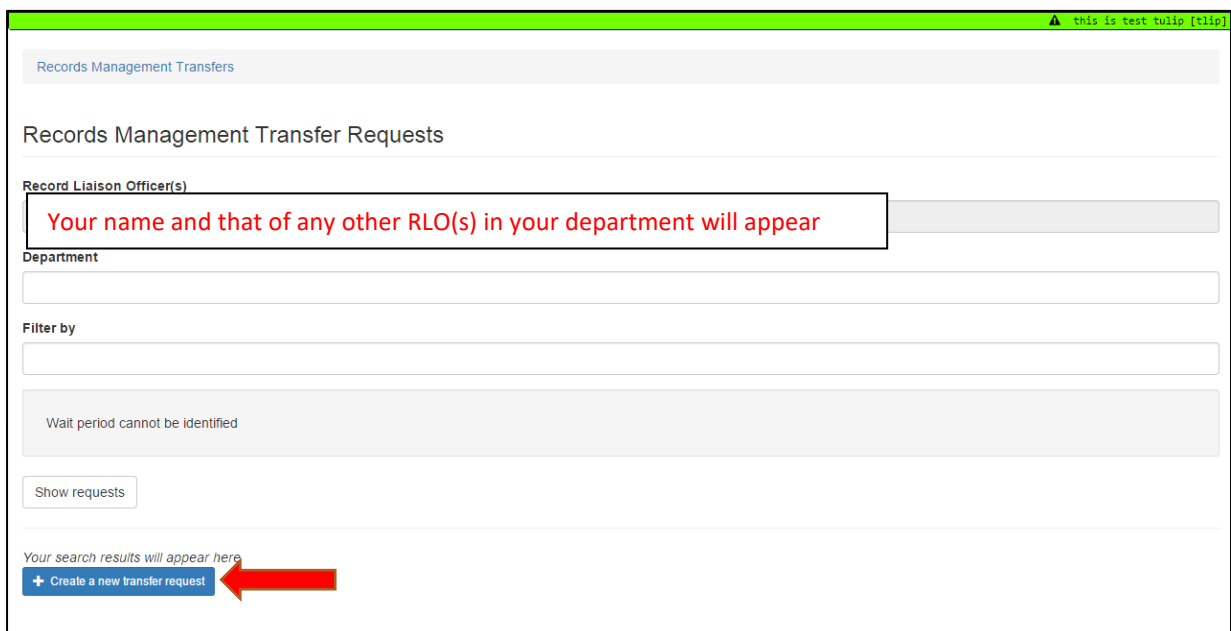 this is test tulip [tlip]
Records Management Transfers
Records Management Transfer Requests
Record Liaison Officer(s)
Your name and that of any other RLO(s) in your department will appear
Department
Filter by
Wait period cannot be identified
Show requests
Your search results will appear here
+ Create a new transfer request